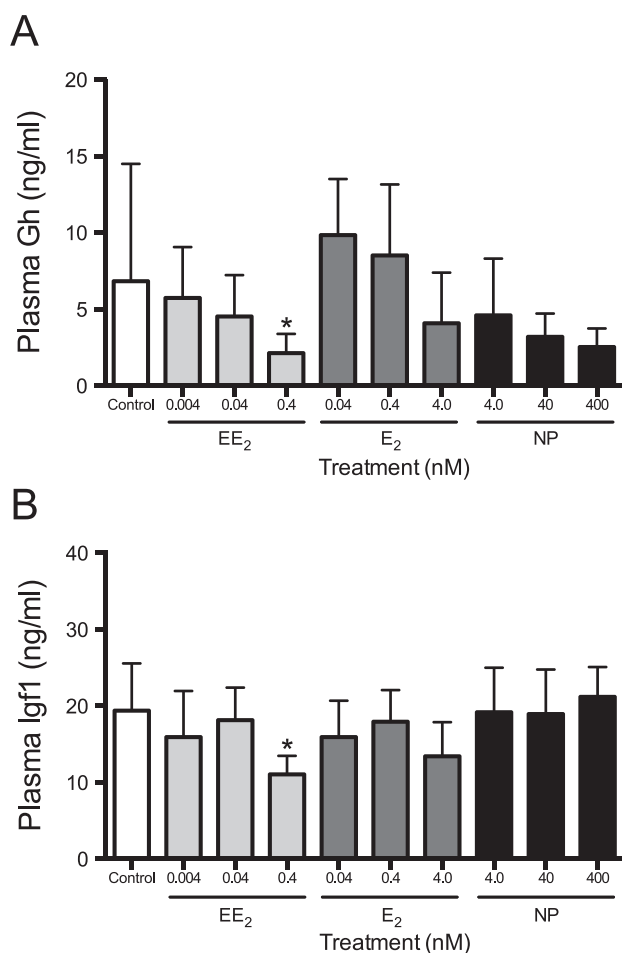 A
Plasma Gh (ng/ml)
20
15
10
5
0
*
Control 0.004 0.04 0.4 0.04 0.4 4.0 4.0 40 400
EE₂ E₂ NP
Treatment (nM)
B
Plasma Igf1 (ng/ml)
40
30
20
10
0
*
Control 0.004 0.04 0.4 0.04 0.4 4.0 4.0 40 400
EE₂ E₂ NP
Treatment (nM)